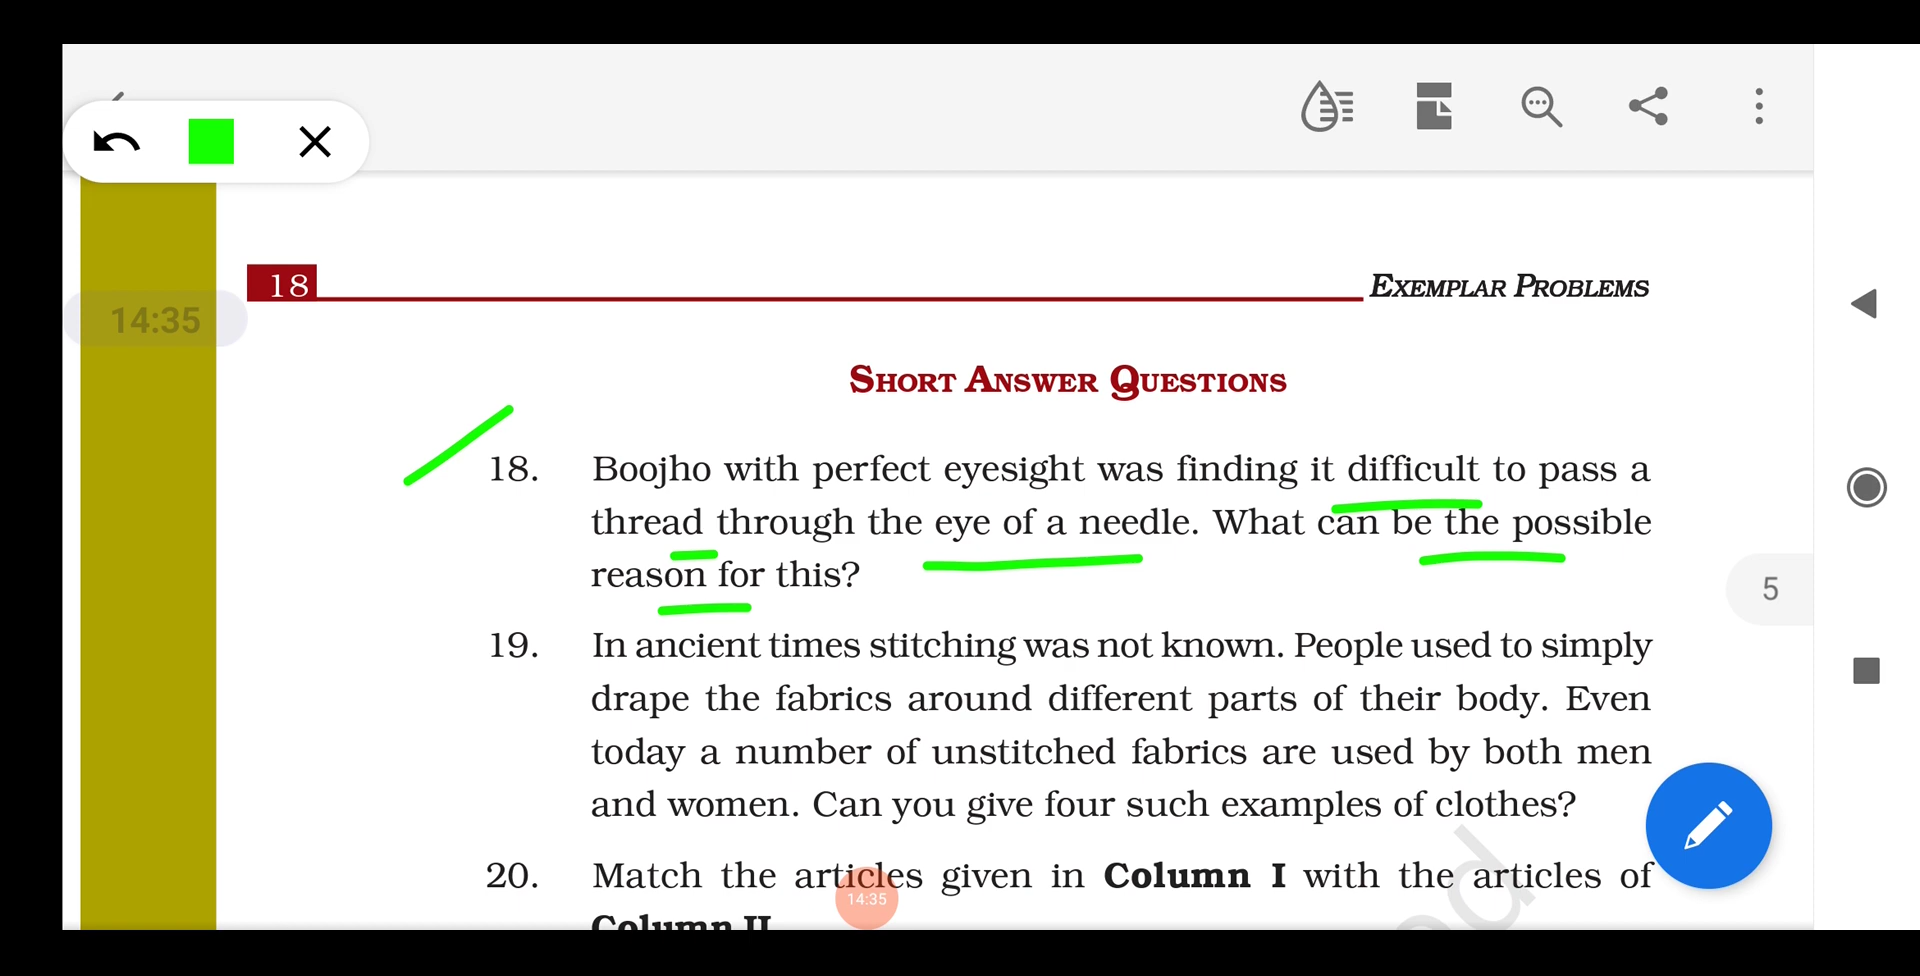 18
EXEMPLAR PROBLEMS
14:35
SHORT ANSWER QUESTIONS
18. Boojho with perfect eyesight was finding it difficult to pass a
thread through the eye of a needle. What can be the possible
reason for this?
5
19. In ancient times stitching was not known. People used to simply
drape the fabrics around different parts of their body. Even
today a number of unstitched fabrics are used by both men
and women. Can you give four such examples of clothes?
20. Match the articles given in Column I with the articles of
14:35
Column II